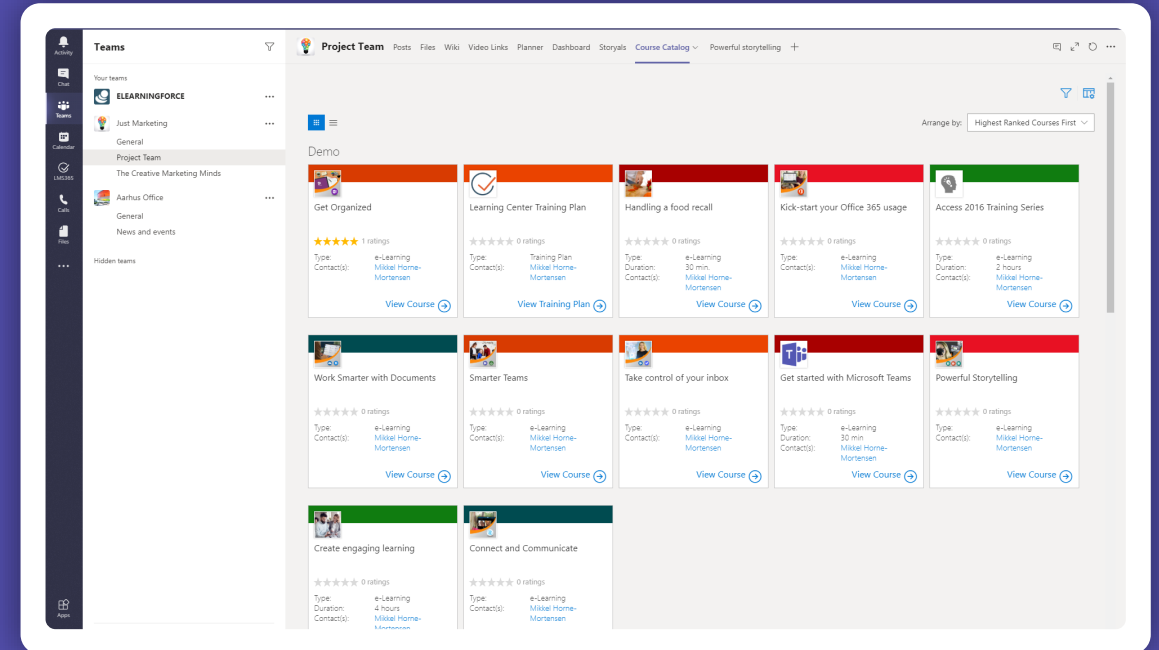 Activity
Chat
Teams
Calendar
LMS365
Calls
Files
Apps
Teams
Your teams
ELEARNINGFORCE
Just Marketing
General
Project Team
The Creative Marketing Minds
Aarhus Office
General
News and events
Hidden teams
Project Team Posts Files Wiki Video Links Planner Dashboard Storyals Course Catalog Powerful storytelling
Arrange by: Highest Ranked Courses First
Demo
Get Organized
1 ratings
Type: e-Learning
Contact(s): Mikkel Horne-
Mortensen
View Course
Learning Center Training Plan
0 ratings
Type: Training Plan
Contact(s): Mikkel Horne-
Mortensen
View Training Plan
Handling a food recall
0 ratings
Type: e-Learning
Duration: 30 min.
Contact(s): Mikkel Horne-
Mortensen
View Course
Kick-start your Office 365 usage
0 ratings
Type: e-Learning
Contact(s): Mikkel Horne-
Mortensen
View Course
Access 2016 Training Series
0 ratings
Type: e-Learning
Duration: 2 hours
Contact(s): Mikkel Horne-
Mortensen
View Course
Work Smarter with Documents
0 ratings
Type: e-Learning
Contact(s): Mikkel Horne-
Mortensen
View Course
Smarter Teams
0 ratings
Type: e-Learning
Contact(s): Mikkel Horne-
Mortensen
View Course
Take control of your inbox
0 ratings
Type: e-Learning
Contact(s): Mikkel Horne-
Mortensen
View Course
Get started with Microsoft Teams
0 ratings
Type: e-Learning
Duration: 30 min
Contact(s): Mikkel Horne-
Mortensen
View Course
Powerful Storytelling
0 ratings
Type: e-Learning
Contact(s): Mikkel Horne-
Mortensen
View Course
Create engaging learning
0 ratings
Type: e-Learning
Duration: 4 hours
Contact(s): Mikkel Horne-
Mortensen
Connect and Communicate
0 ratings
Type: e-Learning
Contact(s): Mikkel Horne-
Mortensen